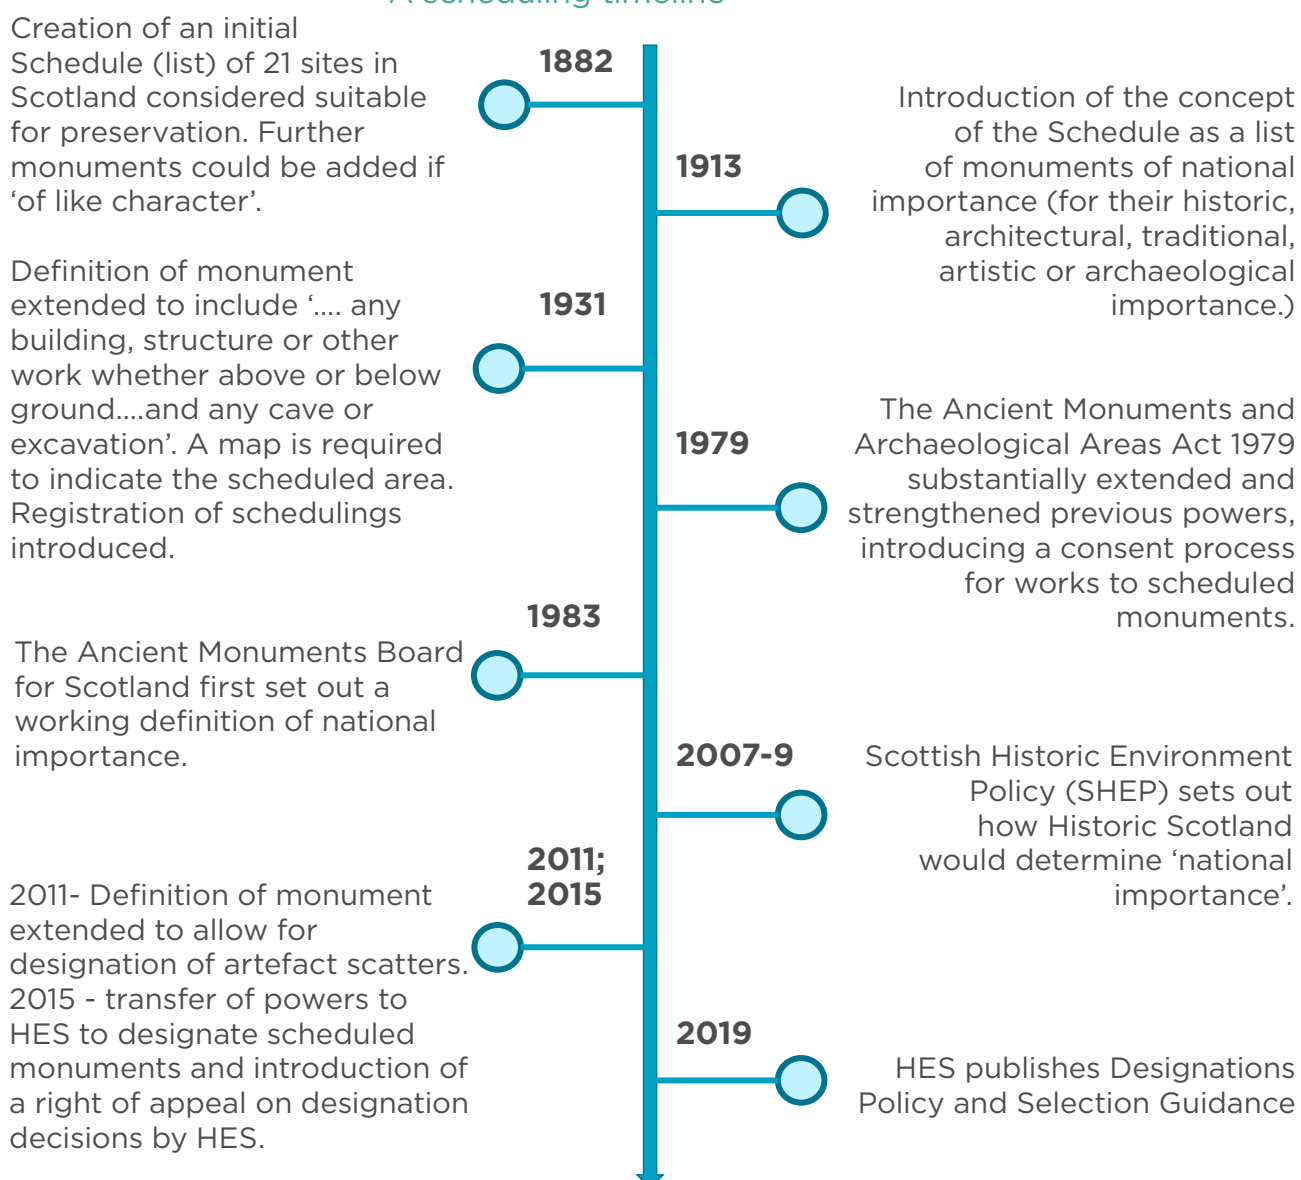 A scheduling timeline
1882
Creation of an initial
Schedule (list) of 21 sites in
Scotland considered suitable
for preservation. Further
monuments could be added if
‘of like character’.
1913
Introduction of the concept
of the Schedule as a list
of monuments of national
importance (for their historic,
architectural, traditional,
artistic or archaeological
importance.)
1931
Definition of monument
extended to include ‘.... any
building, structure or other
work whether above or below
ground....and any cave or
excavation’. A map is required
to indicate the scheduled area.
Registration of schedulings
introduced.
1979
The Ancient Monuments and
Archaeological Areas Act 1979
substantially extended and
strengthened previous powers,
introducing a consent process
for works to scheduled
monuments.
1983
The Ancient Monuments Board
for Scotland first set out a
working definition of national
importance.
2007-9
Scottish Historic Environment
Policy (SHEP) sets out
how Historic Scotland
would determine ‘national
importance’.
2011;
2015
2011- Definition of monument
extended to allow for
designation of artefact scatters.
2015 - transfer of powers to
HES to designate scheduled
monuments and introduction of
a right of appeal on designation
decisions by HES.
2019
HES publishes Designations
Policy and Selection Guidance